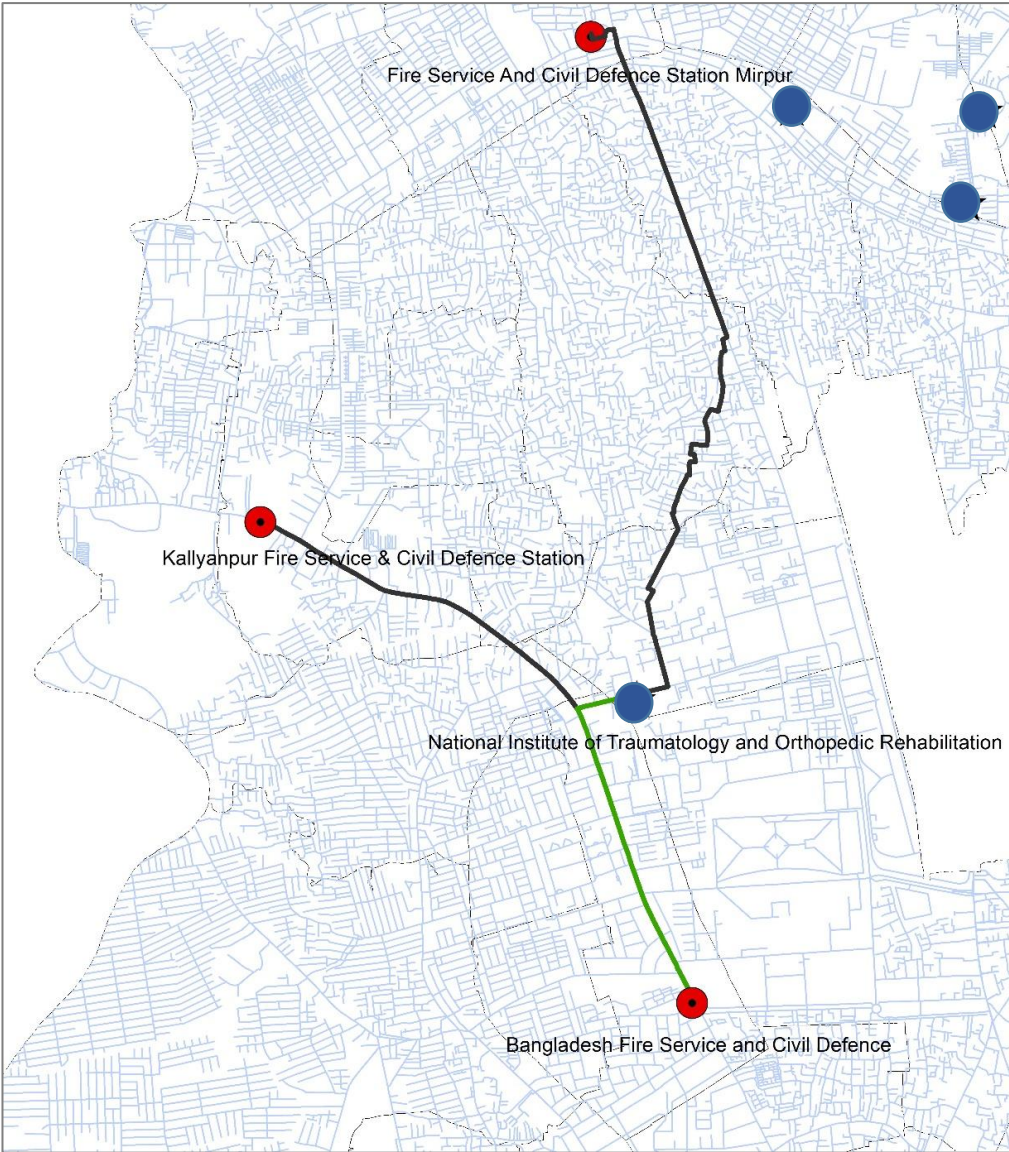 Fire Service And Civil Defence Station Mirpur
Kallyanpur Fire Service & Civil Defence Station
National Institute of Traumatology and Orthopedic Rehabilitation
Bangladesh Fire Service and Civil Defence